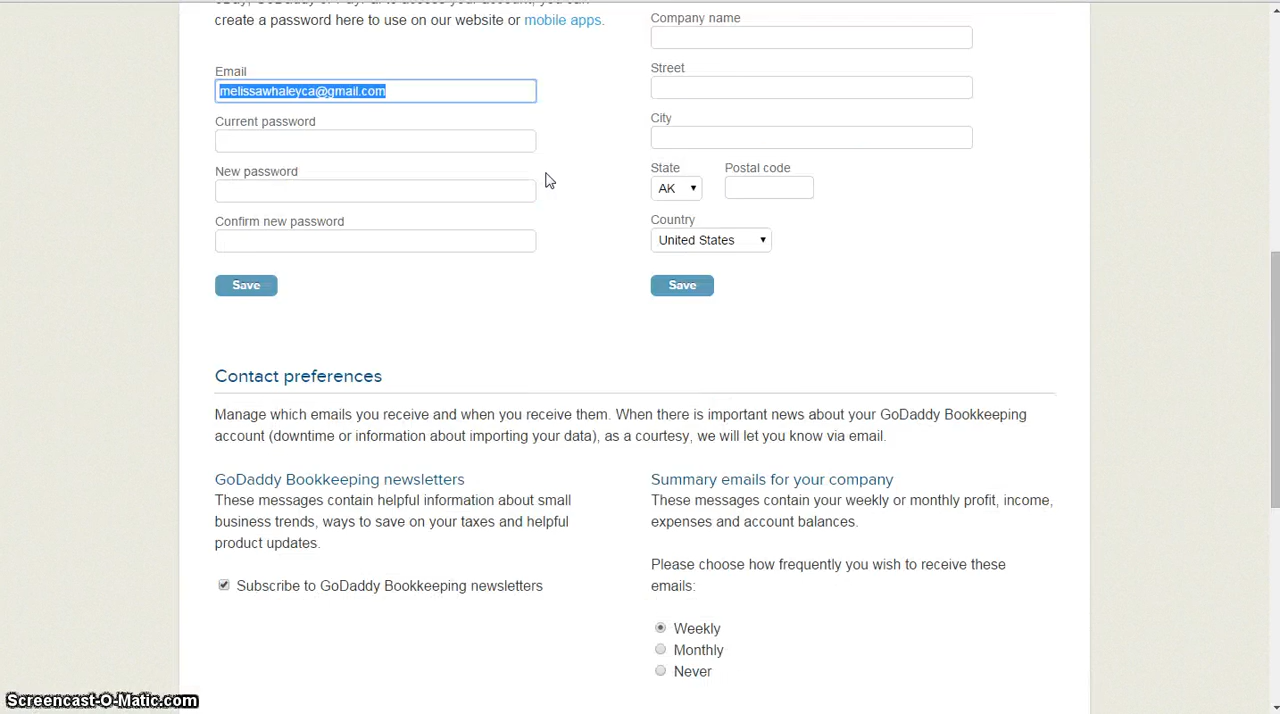 create a password here to use on our website or mobile apps.
Email
melissawhaleyca@gmail.com
Current password
New password
Confirm new password
Save
Company name
Street
City
State Postal code
AK
Country
United States
Save
Contact preferences
Manage which emails you receive and when you receive them. When there is important news about your GoDaddy Bookkeeping
account (downtime or information about importing your data), as a courtesy, we will let you know via email.
GoDaddy Bookkeeping newsletters
These messages contain helpful information about small
business trends, ways to save on your taxes and helpful
product updates.
Subscribe to GoDaddy Bookkeeping newsletters
Summary emails for your company
These messages contain your weekly or monthly profit, income,
expenses and account balances.
Please choose how frequently you wish to receive these
emails:
Weekly
Monthly
Never
Screencast-O-Matic.com